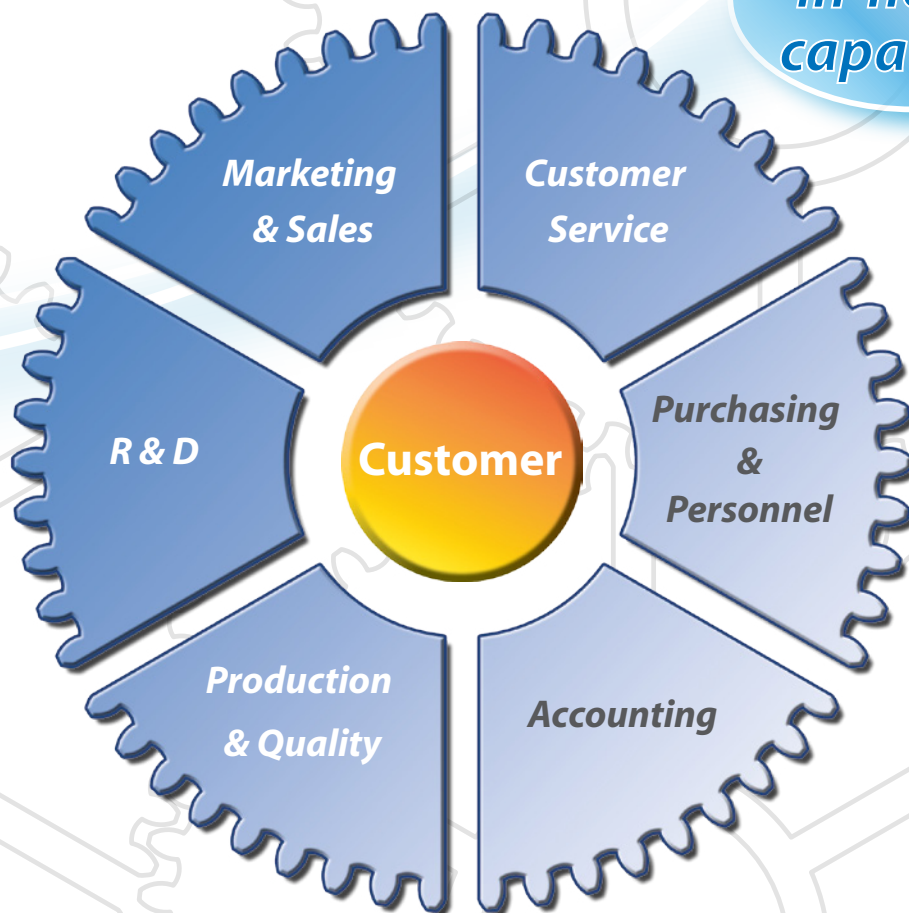 capa
Marketing
& Sales
Customer
Service
R & D
Customer
Purchasing
&
Personnel
Production
& Quality
Accounting